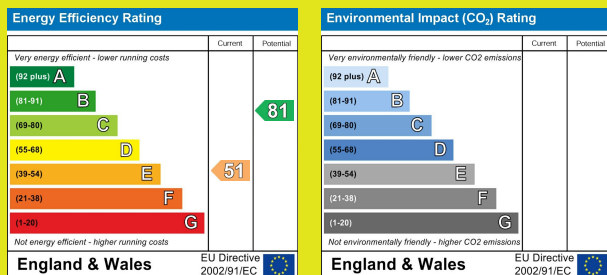 Energy Efficiency Rating
Current Potential
Very energy efficient - lower running costs
(92 plus) A
(81-91) B
81
(69-80) C
(55-68) D
(39-54) E
51
(21-38) F
(1-20) G
Not energy efficient - higher running costs
England & Wales
EU Directive
2002/91/EC
Environmental Impact (CO₂) Rating
Current Potential
Very environmentally friendly - lower CO2 emissions
(92 plus) A
(81-91) B
(69-80) C
(55-68) D
(39-54) E
(21-38) F
(1-20) G
Not environmentally friendly - higher CO2 emissions
England & Wales
EU Directive
2002/91/EC